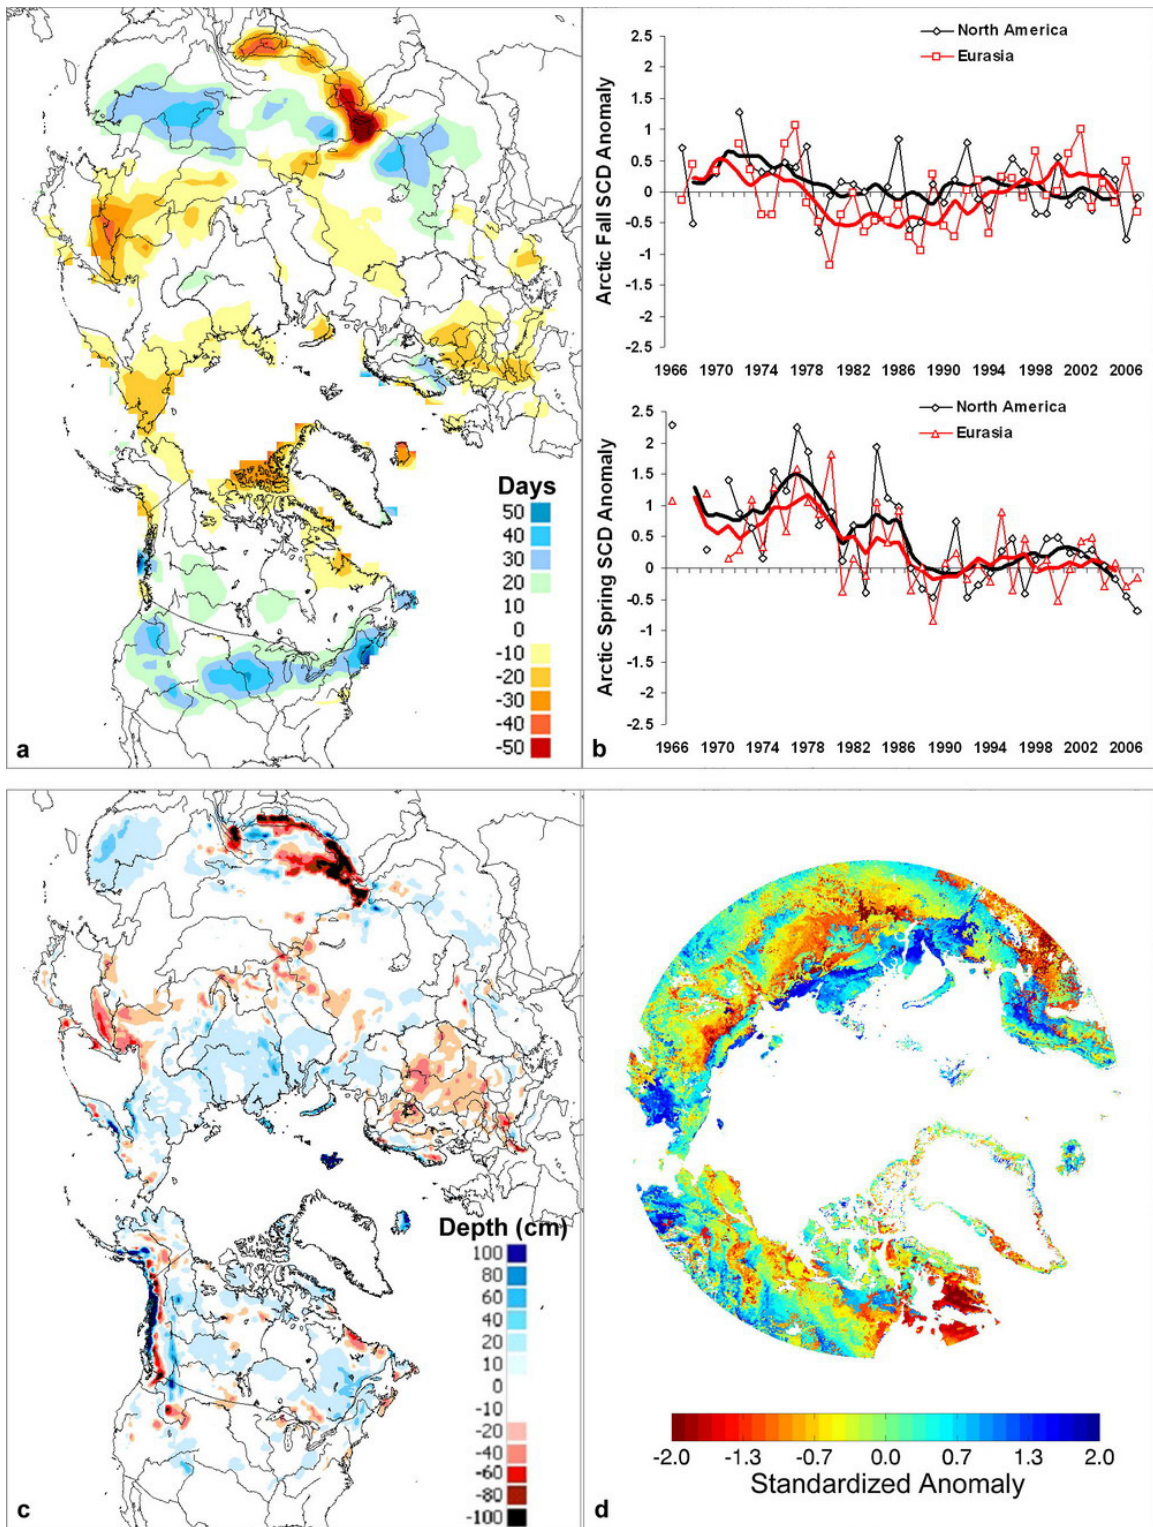 Days
50
40
30
20
10
0
-10
-20
-30
-40
-50
a
North America
Eurasia
Arctic Fall SCD Anomaly
2.5
2
1.5
1
0.5
0
-0.5
-1
-1.5
-2
-2.5
1966 1970 1974 1978 1982 1986 1990 1994 1998 2002 2006
North America
Eurasia
Arctic Spring SCD Anomaly
2.5
2
1.5
1
0.5
0
-0.5
-1
-1.5
-2
-2.5
1966 1970 1974 1978 1982 1986 1990 1994 1998 2002 2006
b
Depth (cm)
100
80
60
40
20
10
0
-10
-20
-40
-60
-80
-100
c
-2.0 -1.3 -0.7 0.0 0.7 1.3 2.0
Standardized Anomaly
d